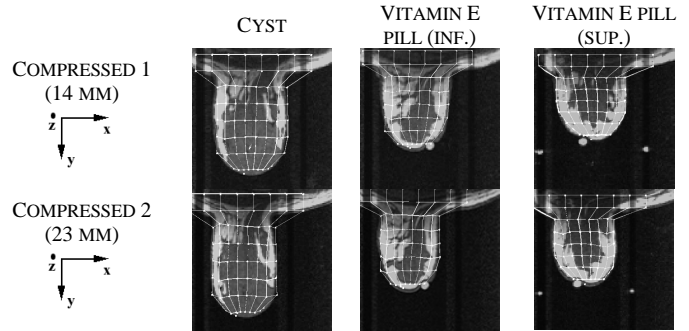 CYST
VITAMIN E
PILL (INF.)
VITAMIN E PILL
(SUP.)
COMPRESSED 1
(14 MM)
z
x
y
COMPRESSED 2
(23 MM)
z
x
y